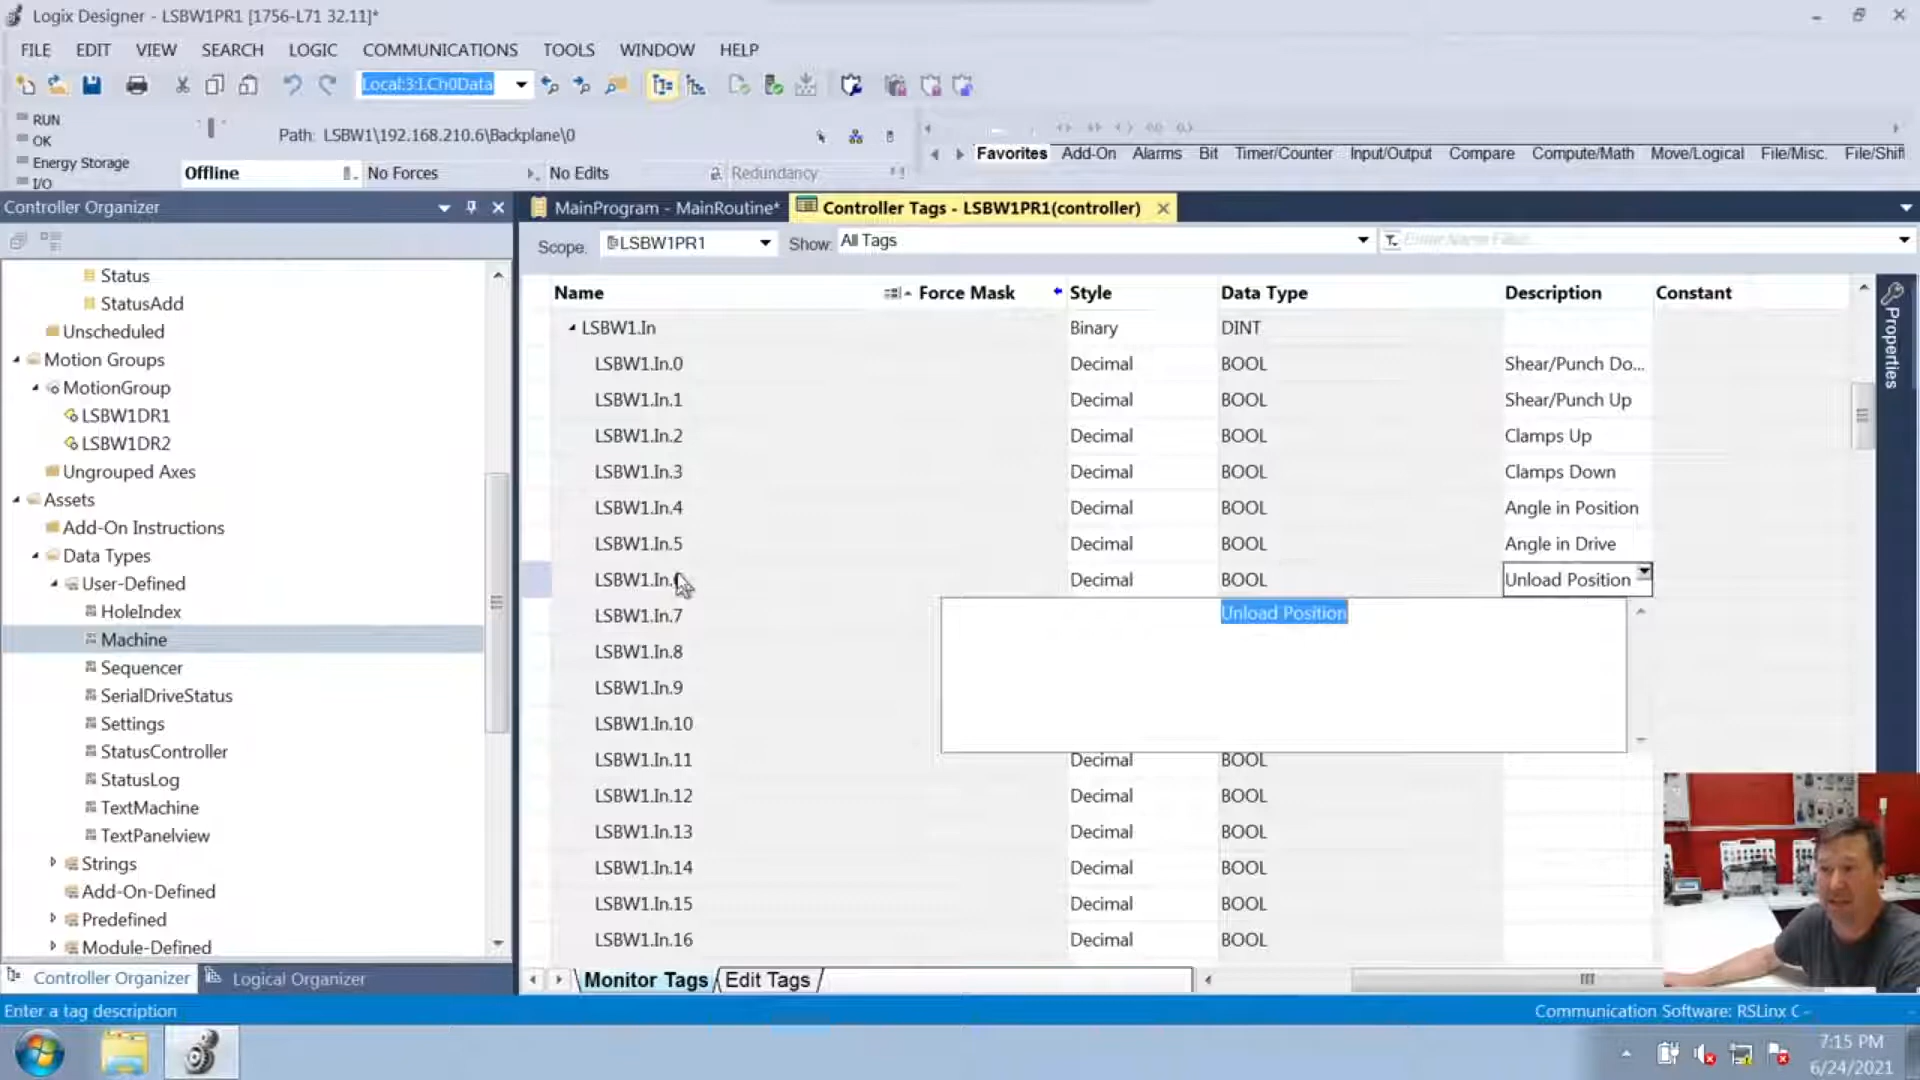 Logix Designer - LSBW1PR1 [1756-L71 32.11]*
FILE EDIT VIEW SEARCH LOGIC COMMUNICATIONS TOOLS WINDOW HELP
Local:3:I.Ch0Data
RUN
OK
Energy Storage
I/O
Path: LSBW1\192.168.210.6\Backplane\0
Offline No Forces No Edits Redundancy
Favorites Add-On Alarms Bit Timer/Counter Input/Output Compare Compute/Math Move/Logical File/Misc. File/Shift
Controller Organizer
MainProgram - MainRoutine* Controller Tags - LSBW1PR1(controller)
Scope: LSBW1PR1 Show: All Tags Enter Name Filter...
Status
StatusAdd
Unscheduled
Motion Groups
MotionGroup
LSBW1DR1
LSBW1DR2
Ungrouped Axes
Assets
Add-On Instructions
Data Types
User-Defined
HoleIndex
Machine
Sequencer
SerialDriveStatus
Settings
StatusController
StatusLog
TextMachine
TextPanelview
Strings
Add-On-Defined
Predefined
Module-Defined
Controller Organizer Logical Organizer
Name Force Mask Style Data Type Description Constant
LSBW1.In Binary DINT
LSBW1.In.0 Decimal BOOL Shear/Punch Do...
LSBW1.In.1 Decimal BOOL Shear/Punch Up
LSBW1.In.2 Decimal BOOL Clamps Up
LSBW1.In.3 Decimal BOOL Clamps Down
LSBW1.In.4 Decimal BOOL Angle in Position
LSBW1.In.5 Decimal BOOL Angle in Drive
LSBW1.In. Decimal BOOL Unload Position
LSBW1.In.7 Unload Position
LSBW1.In.8
LSBW1.In.9
LSBW1.In.10
LSBW1.In.11 Decimal BOOL
LSBW1.In.12 Decimal BOOL
LSBW1.In.13 Decimal BOOL
LSBW1.In.14 Decimal BOOL
LSBW1.In.15 Decimal BOOL
LSBW1.In.16 Decimal BOOL
Properties
Monitor Tags Edit Tags
Enter a tag description
Communication Software: RSLinx C
7:15 PM
6/24/2021